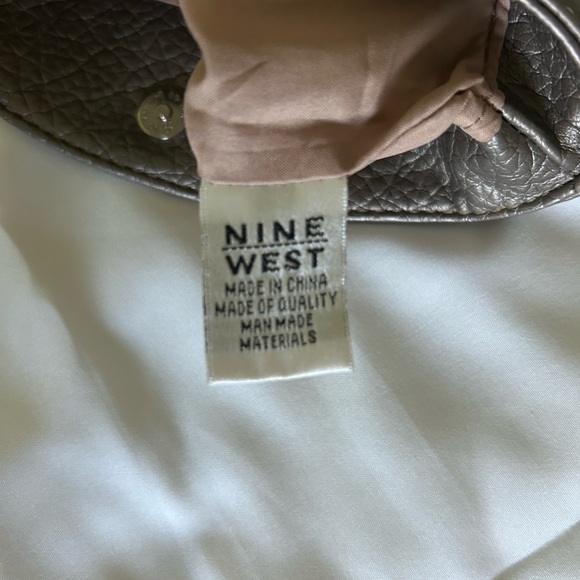 NINE
WEST
MADE IN CHINA
MADE OF QUALITY
MAN MADE
MATERIALS